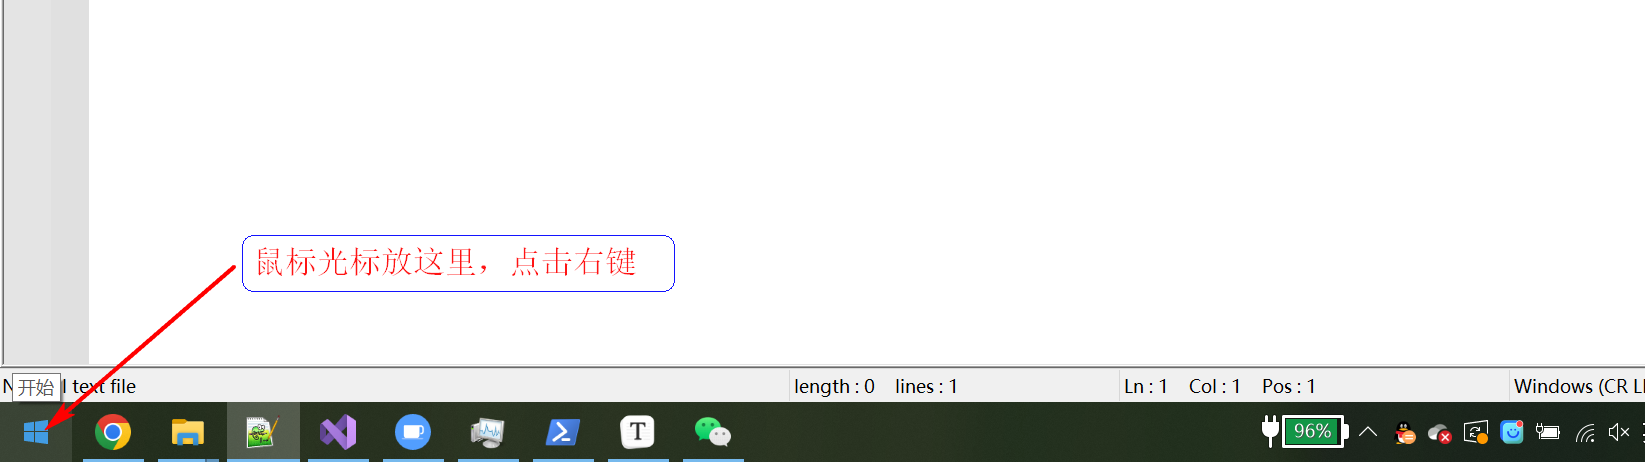 鼠标光标放这里，点击右键
开始
text file
length : 0 lines : 1
Ln : 1 Col : 1 Pos : 1
Windows (CR
96%
T